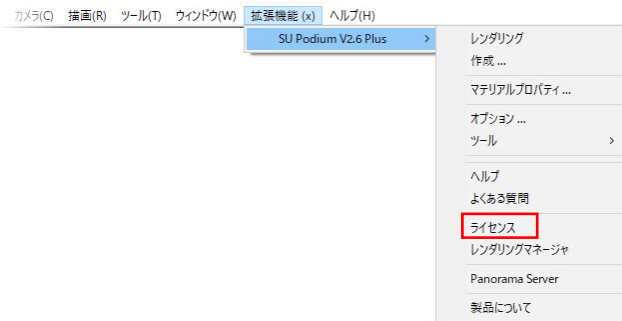 カメラ(C) 描画(R) ツール(T) ウィンドウ(W) 拡張機能 (x) ヘルプ(H)
SU Podium V2.6 Plus >
レンダリング
作成 ...
マテリアルプロパティ ...
オプション ...
ツール >
ヘルプ
よくある質問
ライセンス
レンダリングマネージャ
Panorama Server
製品について